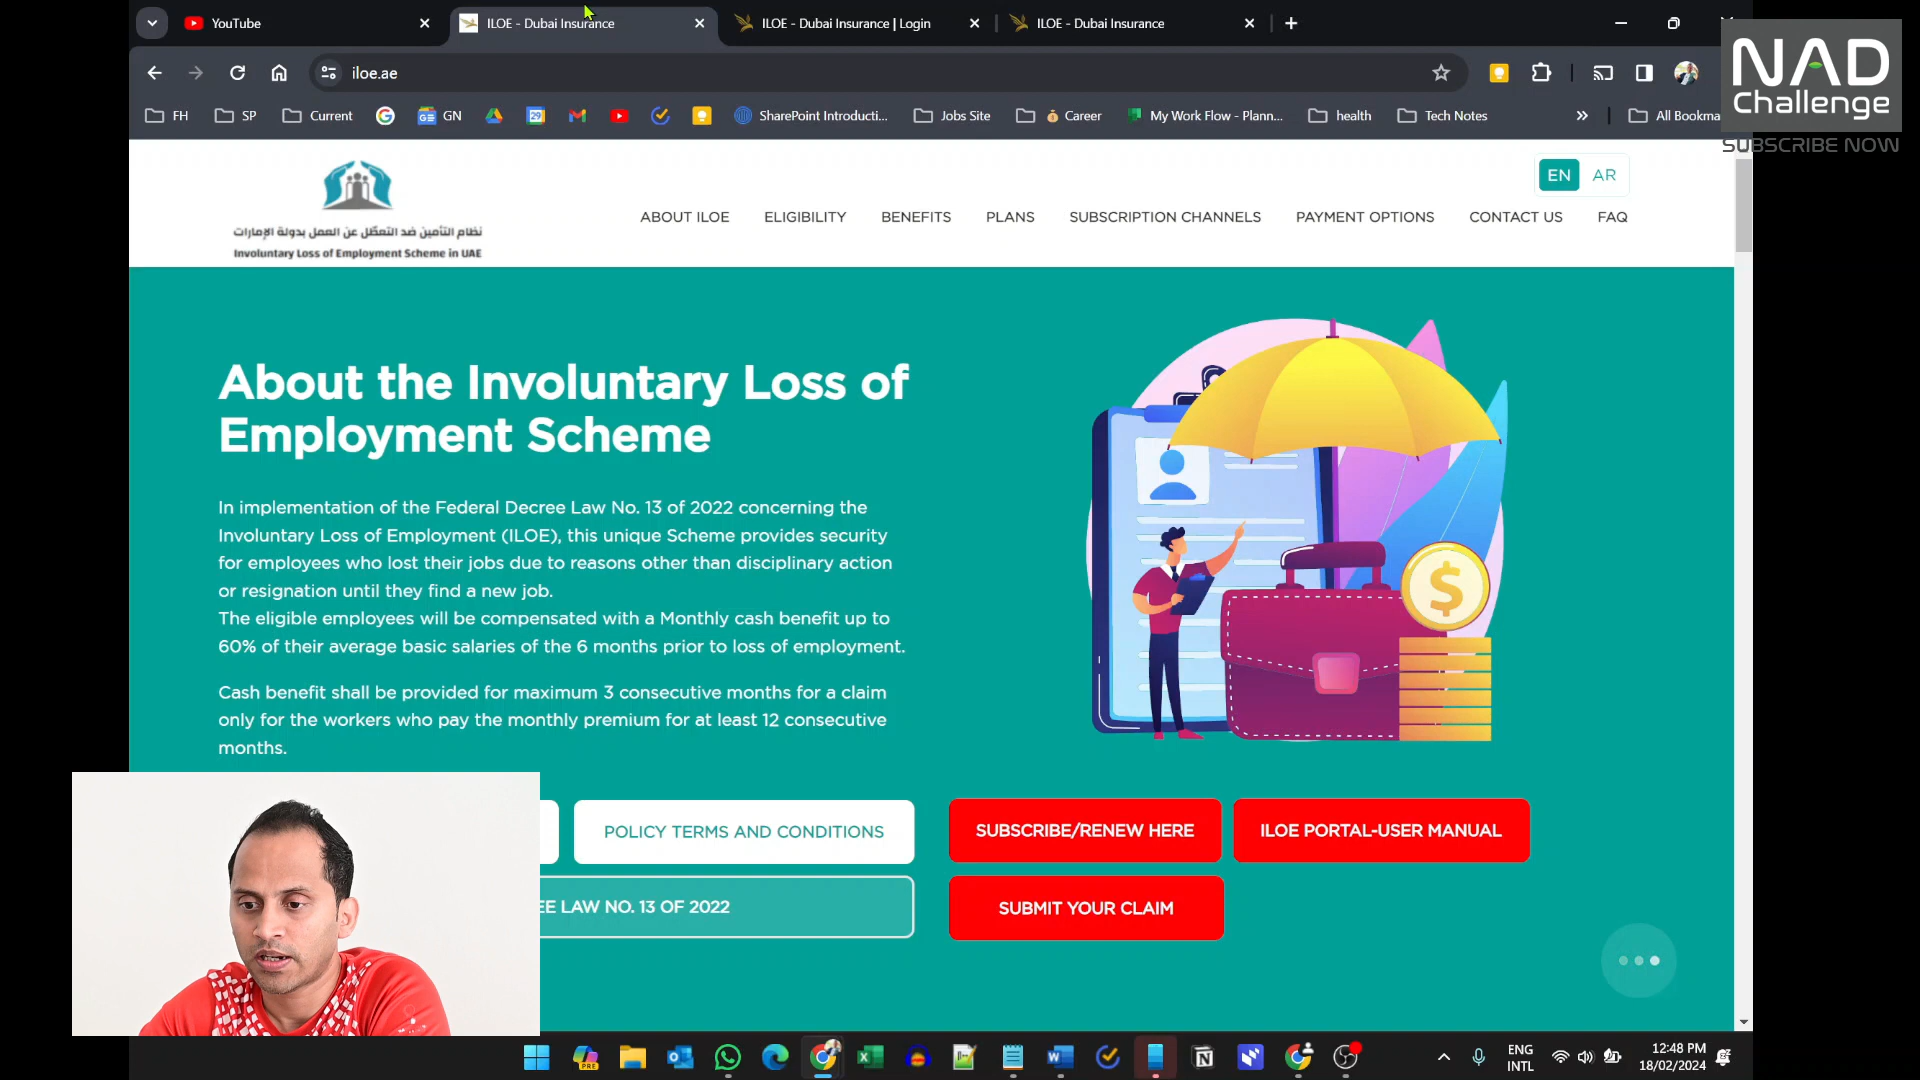 YouTube
ILOE - Dubai Insurance
ILOE - Dubai Insurance | Login
ILOE - Dubai Insurance
iloe.ae
FH
SP
Current
GN
SharePoint Introducti...
Jobs Site
Career
My Work Flow - Plann...
health
Tech Notes
All Bookma
NAD
Challenge
SUBSCRIBE NOW
EN
AR
نظام التأمين ضد التعطّل عن العمل بدولة الإمارات
Involuntary Loss of Employment Scheme in UAE
ABOUT ILOE
ELIGIBILITY
BENEFITS
PLANS
SUBSCRIPTION CHANNELS
PAYMENT OPTIONS
CONTACT US
FAQ
About the Involuntary Loss of
Employment Scheme
In implementation of the Federal Decree Law No. 13 of 2022 concerning the
Involuntary Loss of Employment (ILOE), this unique Scheme provides security
for employees who lost their jobs due to reasons other than disciplinary action
or resignation until they find a new job.
The eligible employees will be compensated with a Monthly cash benefit up to
60% of their average basic salaries of the 6 months prior to loss of employment.
Cash benefit shall be provided for maximum 3 consecutive months for a claim
only for the workers who pay the monthly premium for at least 12 consecutive
months.
POLICY TERMS AND CONDITIONS
SUBSCRIBE/RENEW HERE
ILOE PORTAL-USER MANUAL
EE LAW NO. 13 OF 2022
SUBMIT YOUR CLAIM
PRE
ENG
INTL
12:48 PM
18/02/2024